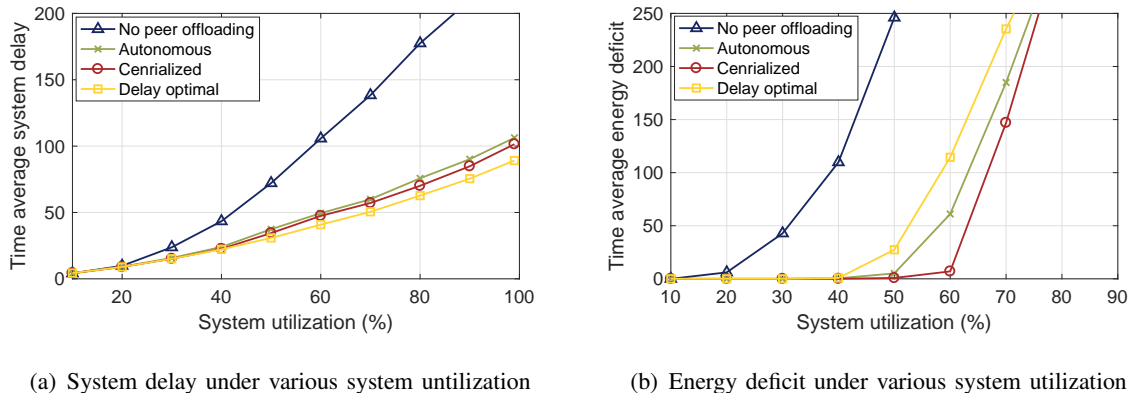 200
150
100
50
0
Time average system delay
No peer offloading
Autonomous
Cenrialized
Delay optimal
20 40 60 80 100
System utilization (%)
(a) System delay under various system untilization
250
200
150
100
50
0
Time average energy deficit
No peer offloading
Autonomous
Cenrialized
Delay optimal
10 20 30 40 50 60 70 80 90
System utilization (%)
(b) Energy deficit under various system utilization